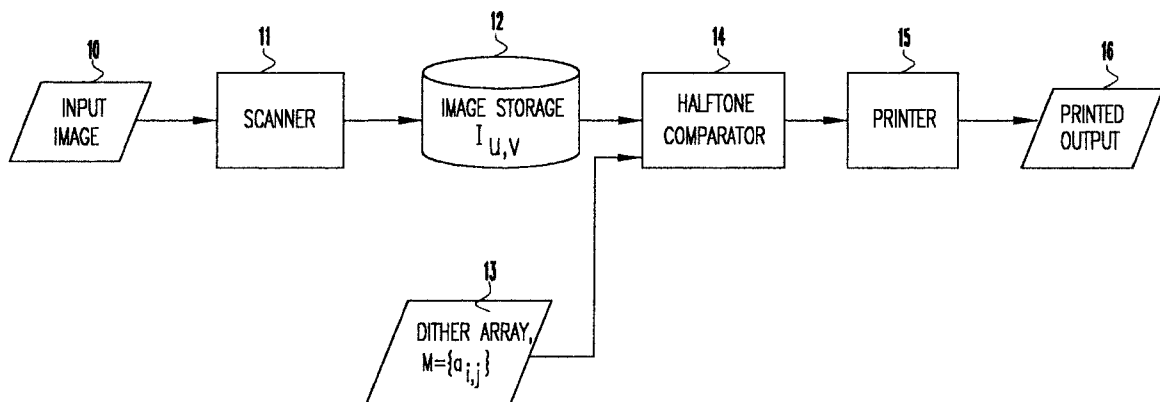 10
INPUT
IMAGE
11
SCANNER
12
IMAGE STORAGE
I u,v
14
HALFTONE
COMPARATOR
15
PRINTER
16
PRINTED
OUTPUT
13
DITHER ARRAY,
M={a i,j}